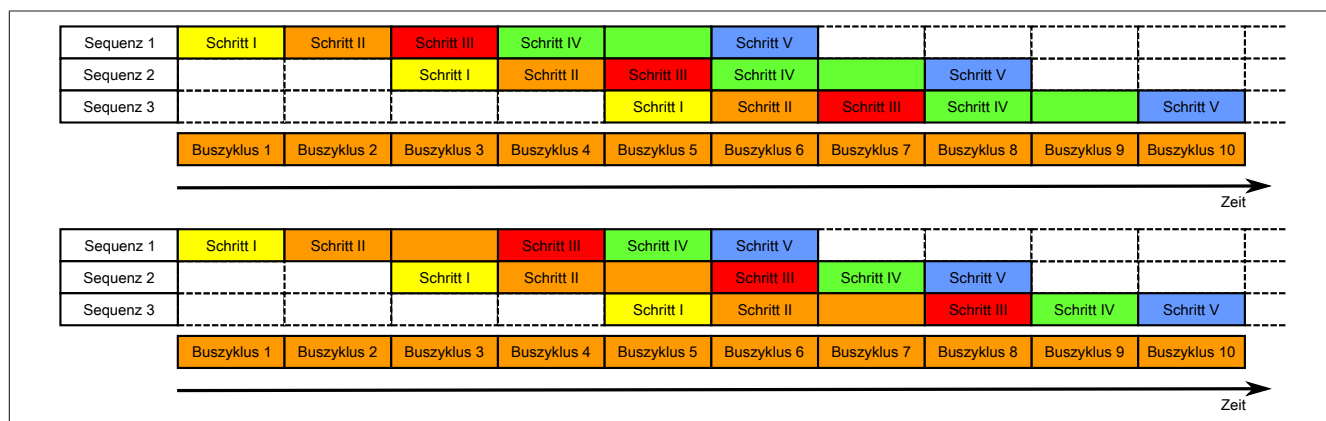 Sequenz 1 Schritt I Schritt II Schritt III Schritt IV Schritt V
Sequenz 2 Schritt I Schritt II Schritt III Schritt IV Schritt V
Sequenz 3 Schritt I Schritt II Schritt III Schritt IV Schritt V
Buszyklus 1 Buszyklus 2 Buszyklus 3 Buszyklus 4 Buszyklus 5 Buszyklus 6 Buszyklus 7 Buszyklus 8 Buszyklus 9 Buszyklus 10
Zeit
Sequenz 1 Schritt I Schritt II Schritt III Schritt IV Schritt V
Sequenz 2 Schritt I Schritt II Schritt III Schritt IV Schritt V
Sequenz 3 Schritt I Schritt II Schritt III Schritt IV Schritt V
Buszyklus 1 Buszyklus 2 Buszyklus 3 Buszyklus 4 Buszyklus 5 Buszyklus 6 Buszyklus 7 Buszyklus 8 Buszyklus 9 Buszyklus 10
Zeit